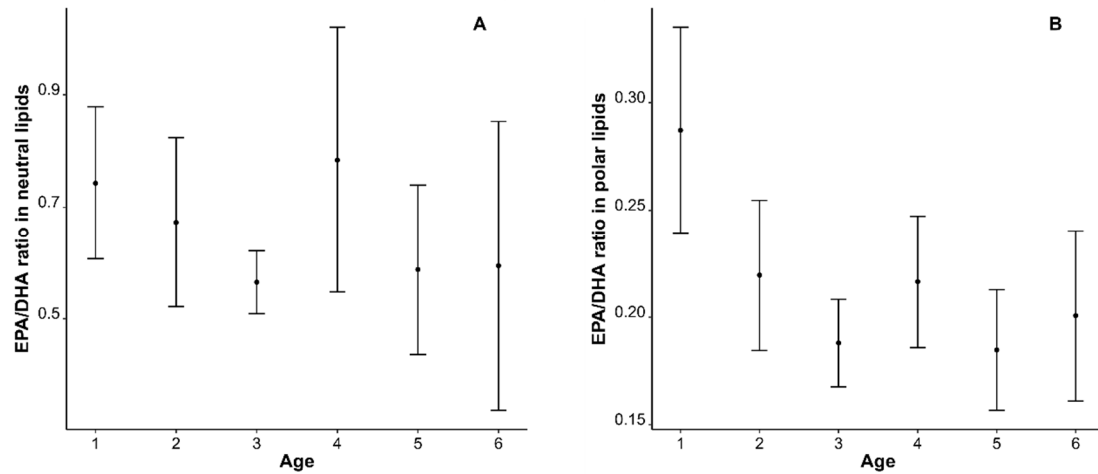 A
EPA/DHA ratio in neutral lipids
0.9
0.7
0.5
1 2 3 4 5 6
Age
B
EPA/DHA ratio in polar lipids
0.30
0.25
0.20
0.15
1 2 3 4 5 6
Age